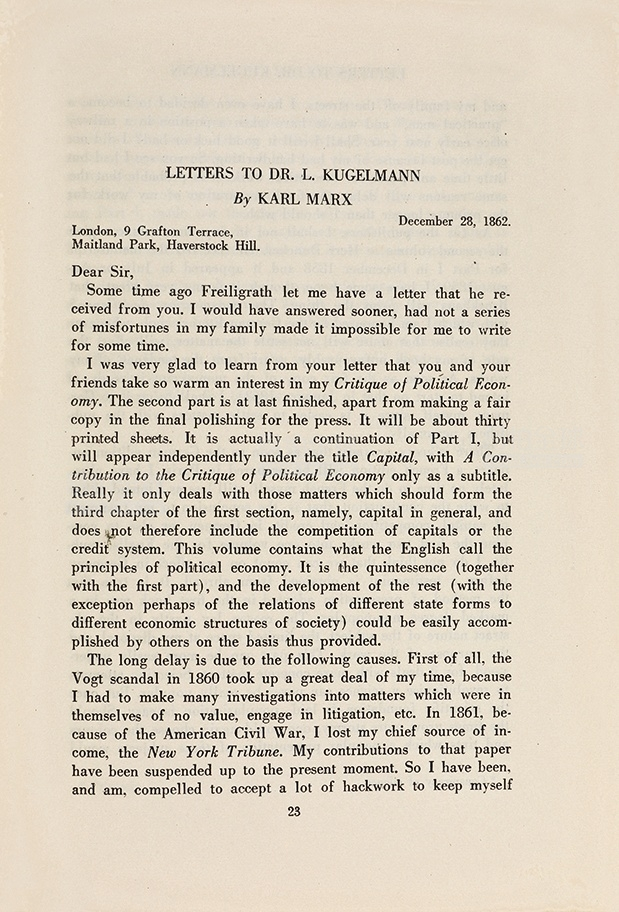 LETTERS TO DR. L. KUGELMANN
By KARL MARX
December 28, 1862.
London, 9 Grafton Terrace,
Maitland Park, Haverstock Hill.
Dear Sir,
Some time ago Freiligrath let me have a letter that he re-
ceived from you. I would have answered sooner, had not a series
of misfortunes in my family made it impossible for me to write
for some time.
I was very glad to learn from your letter that you and your
friends take so warm an interest in my Critique of Political Econ-
omy. The second part is at last finished, apart from making a fair
copy in the final polishing for the press. It will be about thirty
printed sheets. It is actually a continuation of Part I, but
will appear independently under the title Capital, with A Con-
tribution to the Critique of Political Economy only as a subtitle.
Really it only deals with those matters which should form the
third chapter of the first section, namely, capital in general, and
does not therefore include the competition of capitals or the
credit system. This volume contains what the English call the
principles of political economy. It is the quintessence (together
with the first part), and the development of the rest (with the
exception perhaps of the relations of different state forms to
different economic structures of society) could be easily accom-
plished by others on the basis thus provided.
The long delay is due to the following causes. First of all, the
Vogt scandal in 1860 took up a great deal of my time, because
I had to make many investigations into matters which were in
themselves of no value, engage in litigation, etc. In 1861, be-
cause of the American Civil War, I lost my chief source of in-
come, the New York Tribune. My contributions to that paper
have been suspended up to the present moment. So I have been,
and am, compelled to accept a lot of hackwork to keep myself
23